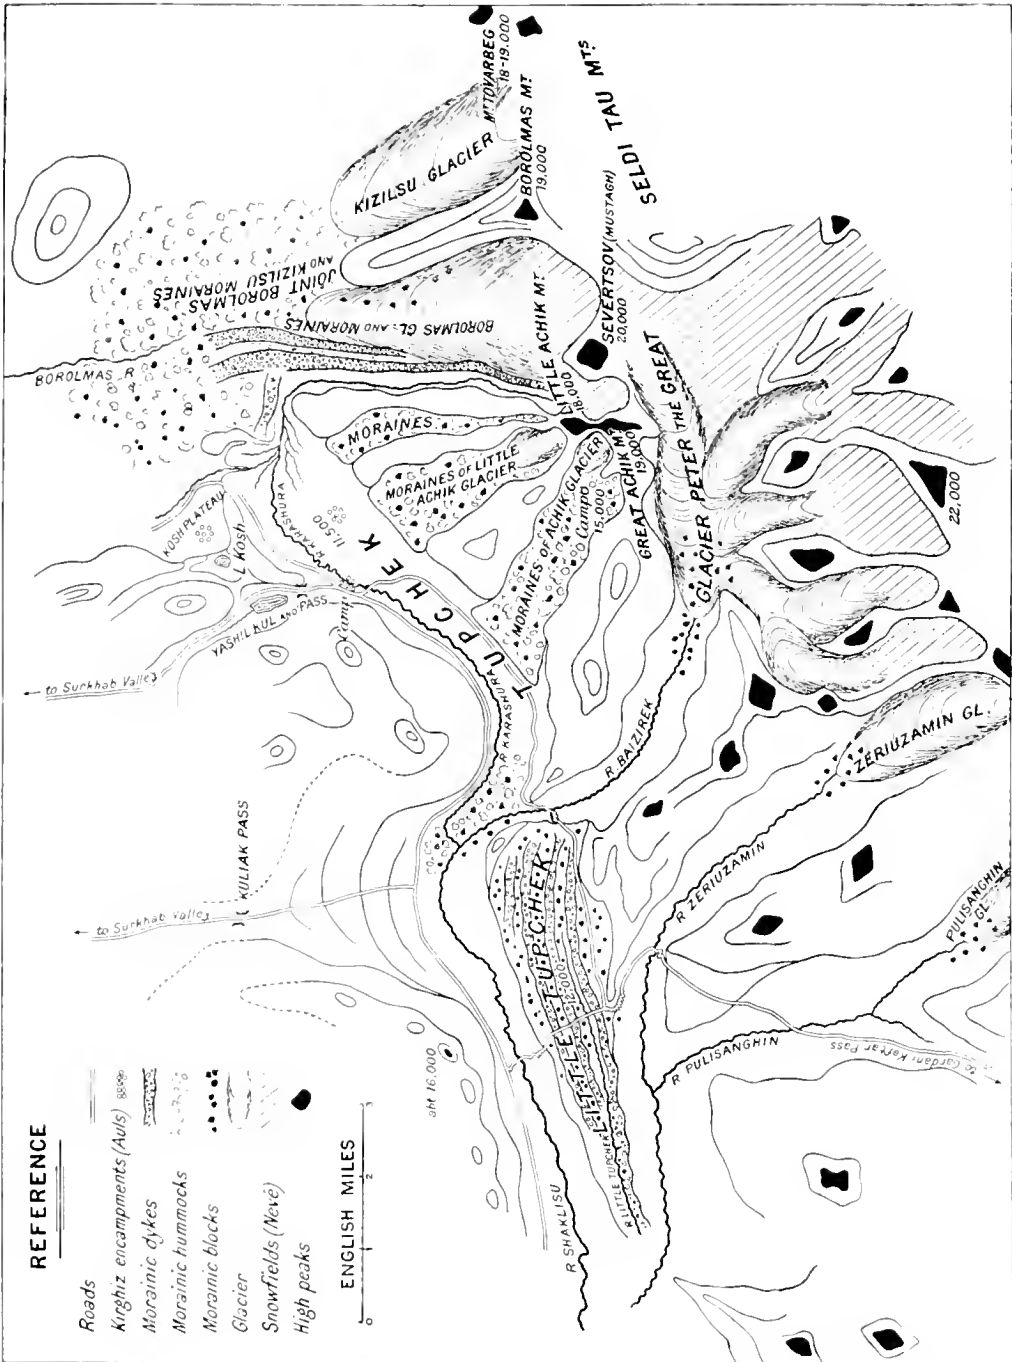 REFERENCE
Roads
Kirghiz encampments (Auls)
Morainic dykes
Morainic hummocks
Morainic blocks
Glacier
Snowfields (Nevé)
High peaks
ENGLISH MILES
0
1
2
3
MT TOVARBEG
18-19.000
BOROLMAS MT
19.000
SELDI TAU MTS
KIZILSU GLACIER
SEVERTSOV (MUSTAGH)
20,000
JOINT BOROLMAS
AND KIZILSU MORAINES
BOROLMAS GL. AND MORAINES
BOROLMAS R.
LITTLE ACHIK MT
18.000
MORAINES
MORAINES OF LITTLE
ACHIK GLACIER
MORAINES OF ACHIK GLACIER
Camp
15.000
GREAT ACHIK MT
19.000
GLACIER PETER THE GREAT
22.000
KOSH PLATEAU
L Kosh
R KARASHURA
11,500
YASHIL KUL AND PASS
Camp
to Surkhab Valley
TUPCHEK
R KARASHURA
R. BAIZIREK
KULIAK PASS
to Surkhab Valley
ZERIUZAMIN GL.
R ZERIUZAMIN
LITTLE TUPCHEK
12.000
PULISANGHIN
GL
R PULISANGHIN
to Gardani Kaftar Pass
abt 16.000
R LITTLE TUPCHEK
R SHAKLISU